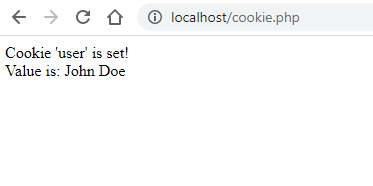 localhost/cookie.php
Cookie 'user' is set!
Value is: John Doe